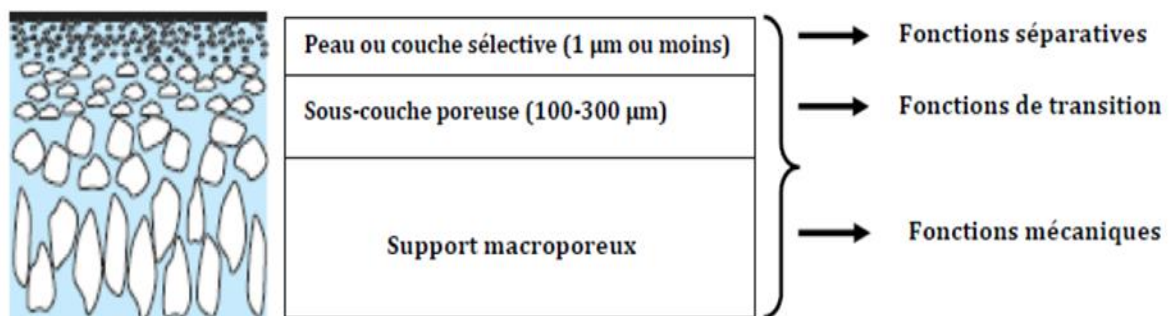 Peau ou couche sélective (1 µm ou moins)
Fonctions séparatives
Sous-couche poreuse (100-300 µm)
Fonctions de transition
Support macroporeux
Fonctions mécaniques